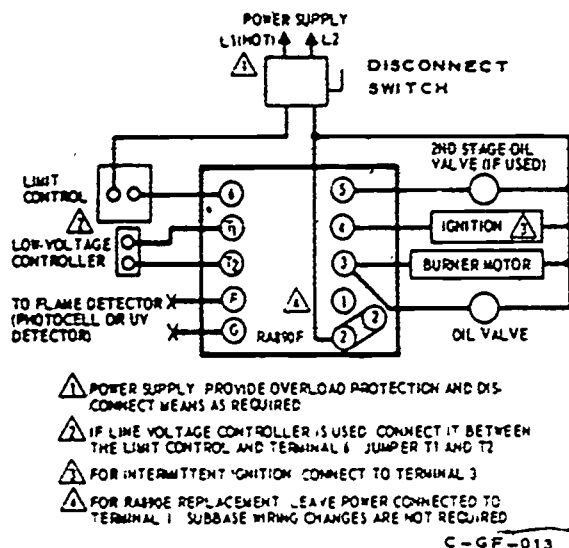 POWER SUPPLY
L1(HOT) L2
1
DISCONNECT
SWITCH
LIMIT
CONTROL
2
LOW-VOLTAGE
CONTROLLER
TO FLAME DETECTOR
(PHOTOCELL OR UV
DETECTOR)
6
T1
T2
F
G
5
4
3
1
2
2
4
RA890F
2ND STAGE OIL
VALVE (IF USED)
IGNITION 3
BURNER MOTOR
OIL VALVE
1 POWER SUPPLY PROVIDE OVERLOAD PROTECTION AND DIS-
CONNECT MEANS AS REQUIRED
2 IF LINE VOLTAGE CONTROLLER IS USED CONNECT IT BETWEEN
THE LIMIT CONTROL AND TERMINAL 6 JUMPER T1 AND T2
3 FOR INTERMITTENT IGNITION CONNECT TO TERMINAL 3
4 FOR RA890E REPLACEMENT LEAVE POWER CONNECTED TO
TERMINAL 1 SUBBASE WIRING CHANGES ARE NOT REQUIRED
C-GF-013